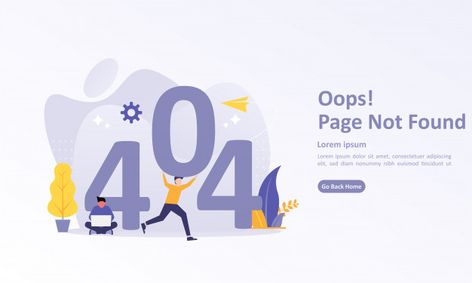 404
Oops!
Page Not Found
Lorem ipsum
Lorem ipsum dolor sit amet, consectetuer adipiscing
elit, sed diam nonummy nibh euismod tincidunt ut
Go Back Home